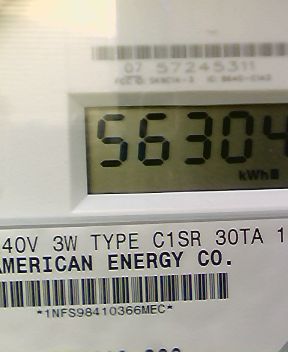 07 57245311
56304
kWh
40V 3W TYPE C1SR 30TA 1
AMERICAN ENERGY CO.
*1NFS98410366MEC*